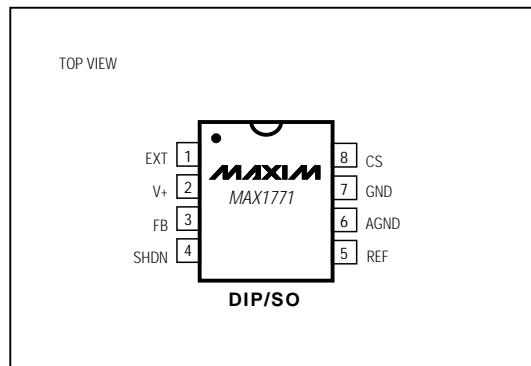 TOP VIEW
EXT 1
V+ 2
FB 3
SHDN 4
8 CS
7 GND
6 AGND
5 REF
MAXIM
MAX1771
DIP/SO